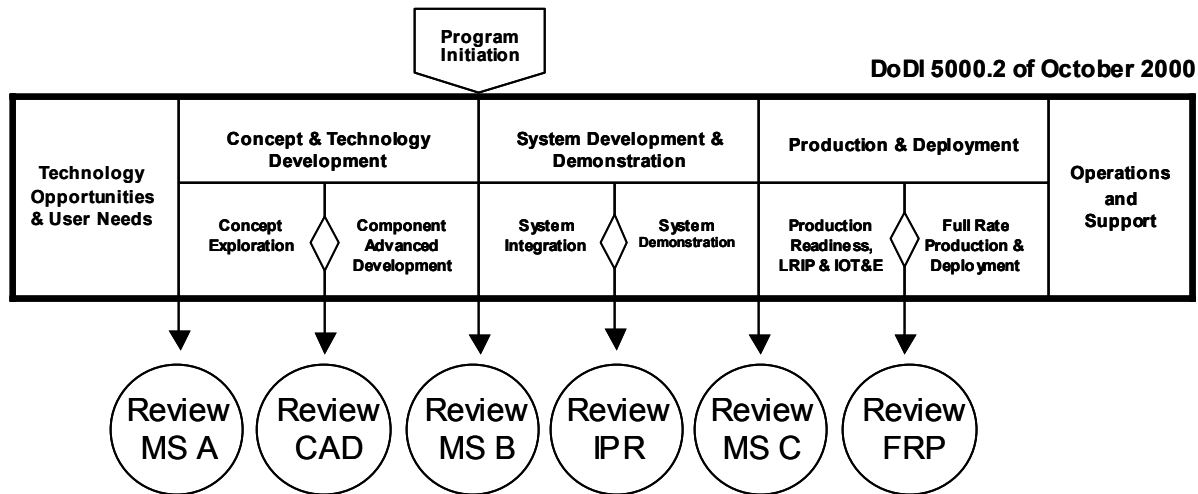 Program
Initiation
DoDI 5000.2 of October 2000
Technology
Opportunities
& User Needs
Concept & Technology
Development
Concept
Exploration
Component
Advanced
Development
System Development &
Demonstration
System
Integration
System
Demonstration
Production & Deployment
Production
Readiness,
LRIP & IOT&E
Full Rate
Production &
Deployment
Operations
and
Support
Review
MS A
Review
CAD
Review
MS B
Review
IPR
Review
MS C
Review
FRP